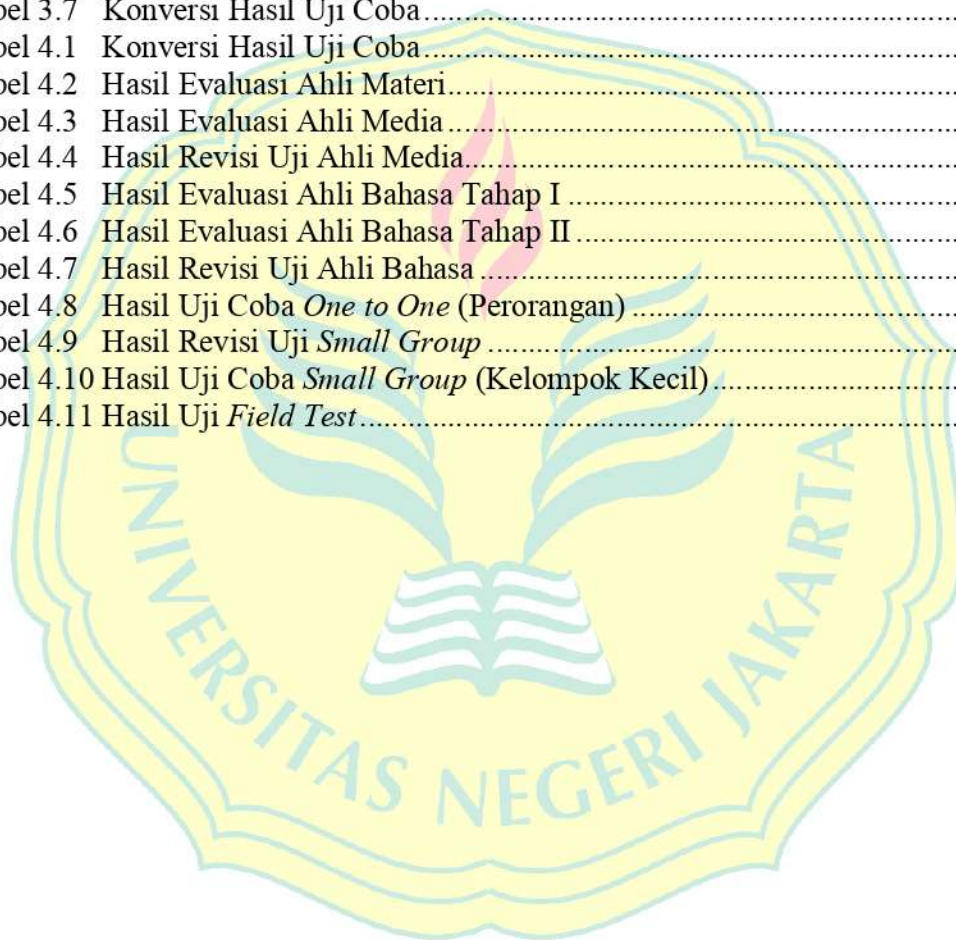 bel 3.7 Konversi Hasil Uji Coba..........
bel 4.1 Konversi Hasil Uji Coba..........
bel 4.2 Hasil Evaluasi Ahli Materi..........
bel 4.3 Hasil Evaluasi Ahli Media..........
bel 4.4 Hasil Revisi Uji Ahli Media..........
bel 4.5 Hasil Evaluasi Ahli Bahasa Tahap I..........
bel 4.6 Hasil Evaluasi Ahli Bahasa Tahap II..........
bel 4.7 Hasil Revisi Uji Ahli Bahasa..........
bel 4.8 Hasil Uji Coba One to One (Perorangan)..........
bel 4.9 Hasil Revisi Uji Small Group..........
bel 4.10 Hasil Uji Coba Small Group (Kelompok Kecil)..........
bel 4.11 Hasil Uji Field Test..........
UNIVERSITAS NEGERI JAKARTA